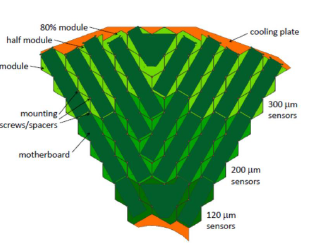 80% module
half module
module
cooling plate
mounting
screws/spacers
motherboard
300 μm
sensors
200 μm
sensors
120 μm
sensors